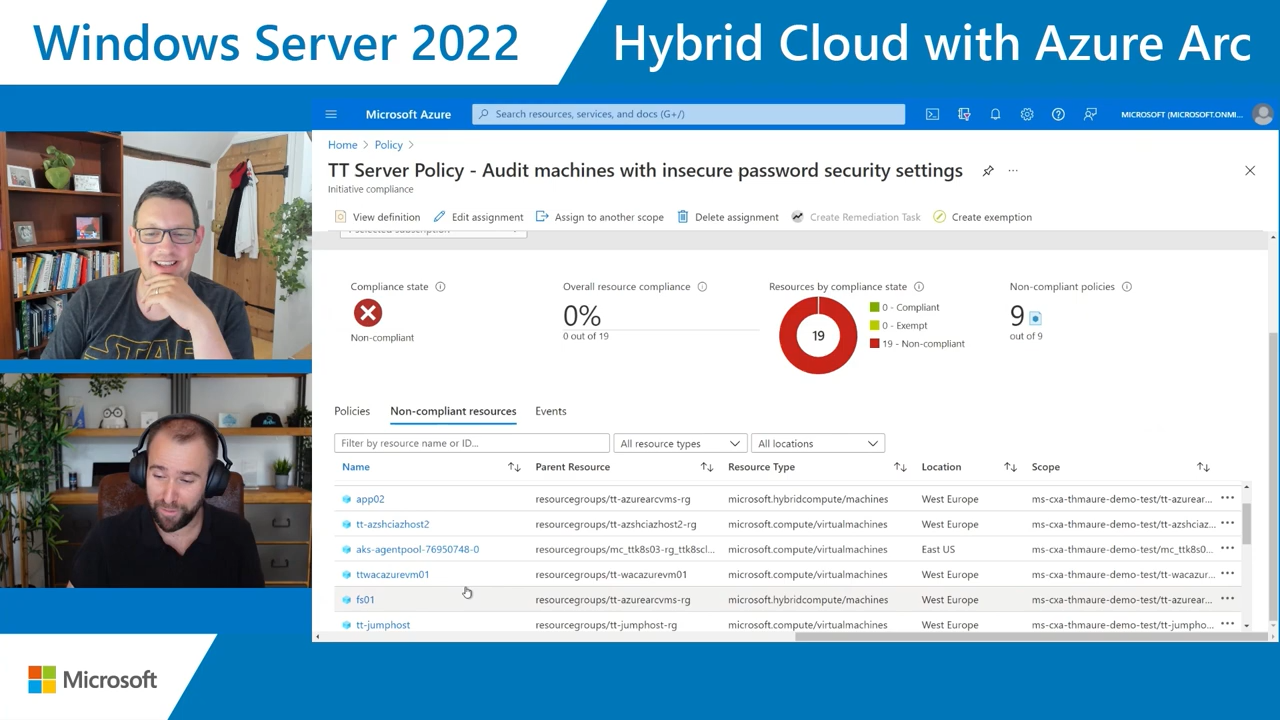 Windows Server 2022
Hybrid Cloud with Azure Arc
Microsoft Azure
Search resources, services, and docs (G+/)
MICROSOFT (MICROSOFT.ONMI...
Home > Policy >
TT Server Policy - Audit machines with insecure password security settings
Initiative compliance
View definition
Edit assignment
Assign to another scope
Delete assignment
Create Remediation Task
Create exemption
Compliance state
Non-compliant
Overall resource compliance
0%
0 out of 19
Resources by compliance state
19
0 - Compliant
0 - Exempt
19 - Non-compliant
Non-compliant policies
9
out of 9
Policies Non-compliant resources Events
Filter by resource name or ID...
All resource types
All locations
Name Parent Resource Resource Type Location Scope
app02 resourcegroups/tt-azurearcvms-rg microsoft.hybridcompute/machines West Europe ms-cxa-thmaure-demo-test/tt-azurear... ...
tt-azshciazhost2 resourcegroups/tt-azshciazhost2-rg microsoft.compute/virtualmachines West Europe ms-cxa-thmaure-demo-test/tt-azshciaz... ...
aks-agentpool-76950748-0 resourcegroups/mc_ttk8s03-rg_ttk8scl... microsoft.compute/virtualmachines East US ms-cxa-thmaure-demo-test/mc_ttk8s0... ...
ttwacazurevm01 resourcegroups/tt-wacazurevm01 microsoft.compute/virtualmachines West Europe ms-cxa-thmaure-demo-test/tt-wacazur... ...
fs01 resourcegroups/tt-azurearcvms-rg microsoft.hybridcompute/machines West Europe ms-cxa-thmaure-demo-test/tt-azurear... ...
tt-jumphost resourcegroups/tt-jumphost-rg microsoft.compute/virtualmachines West Europe ms-cxa-thmaure-demo-test/tt-jumpho... ...
Microsoft